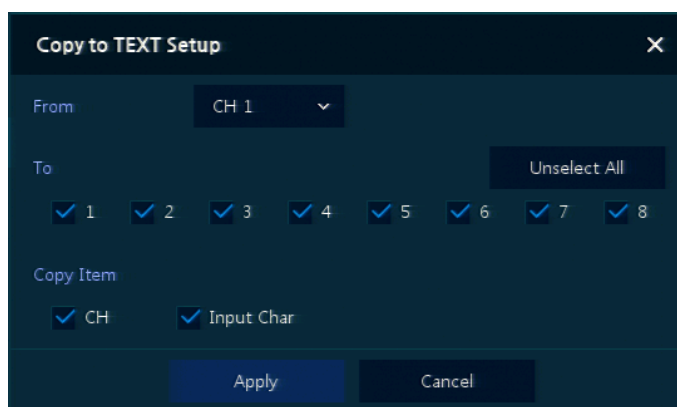 Copy to TEXT Setup
From CH 1
To Unselect All
1 2 3 4 5 6 7 8
Copy Item
CH Input Char
Apply Cancel